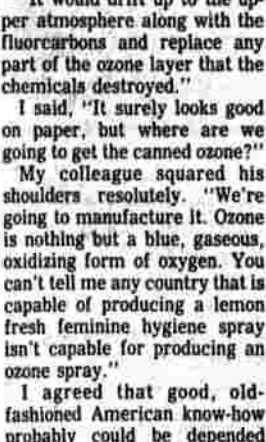 It would drift up to the up-
per atmosphere along with the
fluorcarbons and replace any
part of the ozone layer that the
chemicals destroyed."
I said, "It surely looks good
on paper, but where are we
going to get the canned ozone?"
My colleague squared his
shoulders resolutely. "We're
going to manufacture it. Ozone
is nothing but a blue, gaseous,
oxidizing form of oxygen. You
can't tell me any country that is
capable of producing a lemon
fresh feminine hygiene spray
isn't capable for producing an
ozone spray."
I agreed that good, old-
fashioned American know-how
probably could be depended